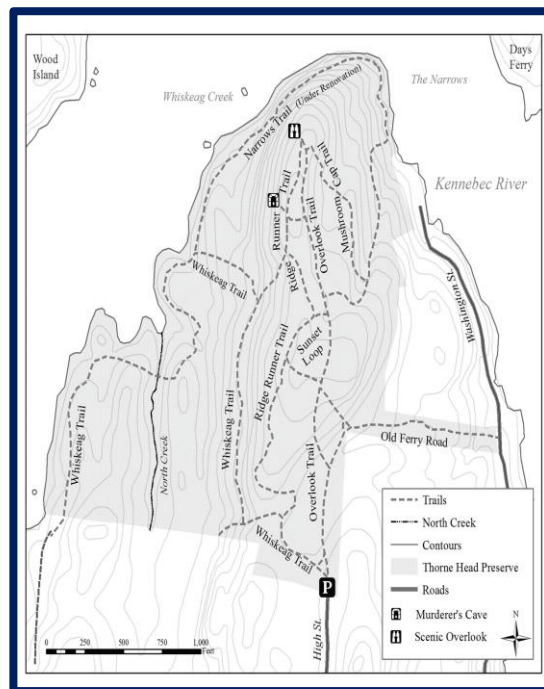 Wood
Island
Days
Ferry
Whiskeag Creek
The Narrows
Narrows Trail (Under Renovation)
Kennebec River
Mushroom Cap Trail
Ridge Runner Trail
Overlook Trail
Whiskeag Trail
Washington St.
Sunset
Loop
Ridge Runner Trail
Whiskeag Trail
Whiskeag Trail
North Creek
Overlook Trail
Old Ferry Road
Whiskeag Trail
P
High St.
Trails
North Creek
Contours
Thorne Head Preserve
Roads
Murderer's Cave
Scenic Overlook
N
0 250 500 750 1,000
Feet